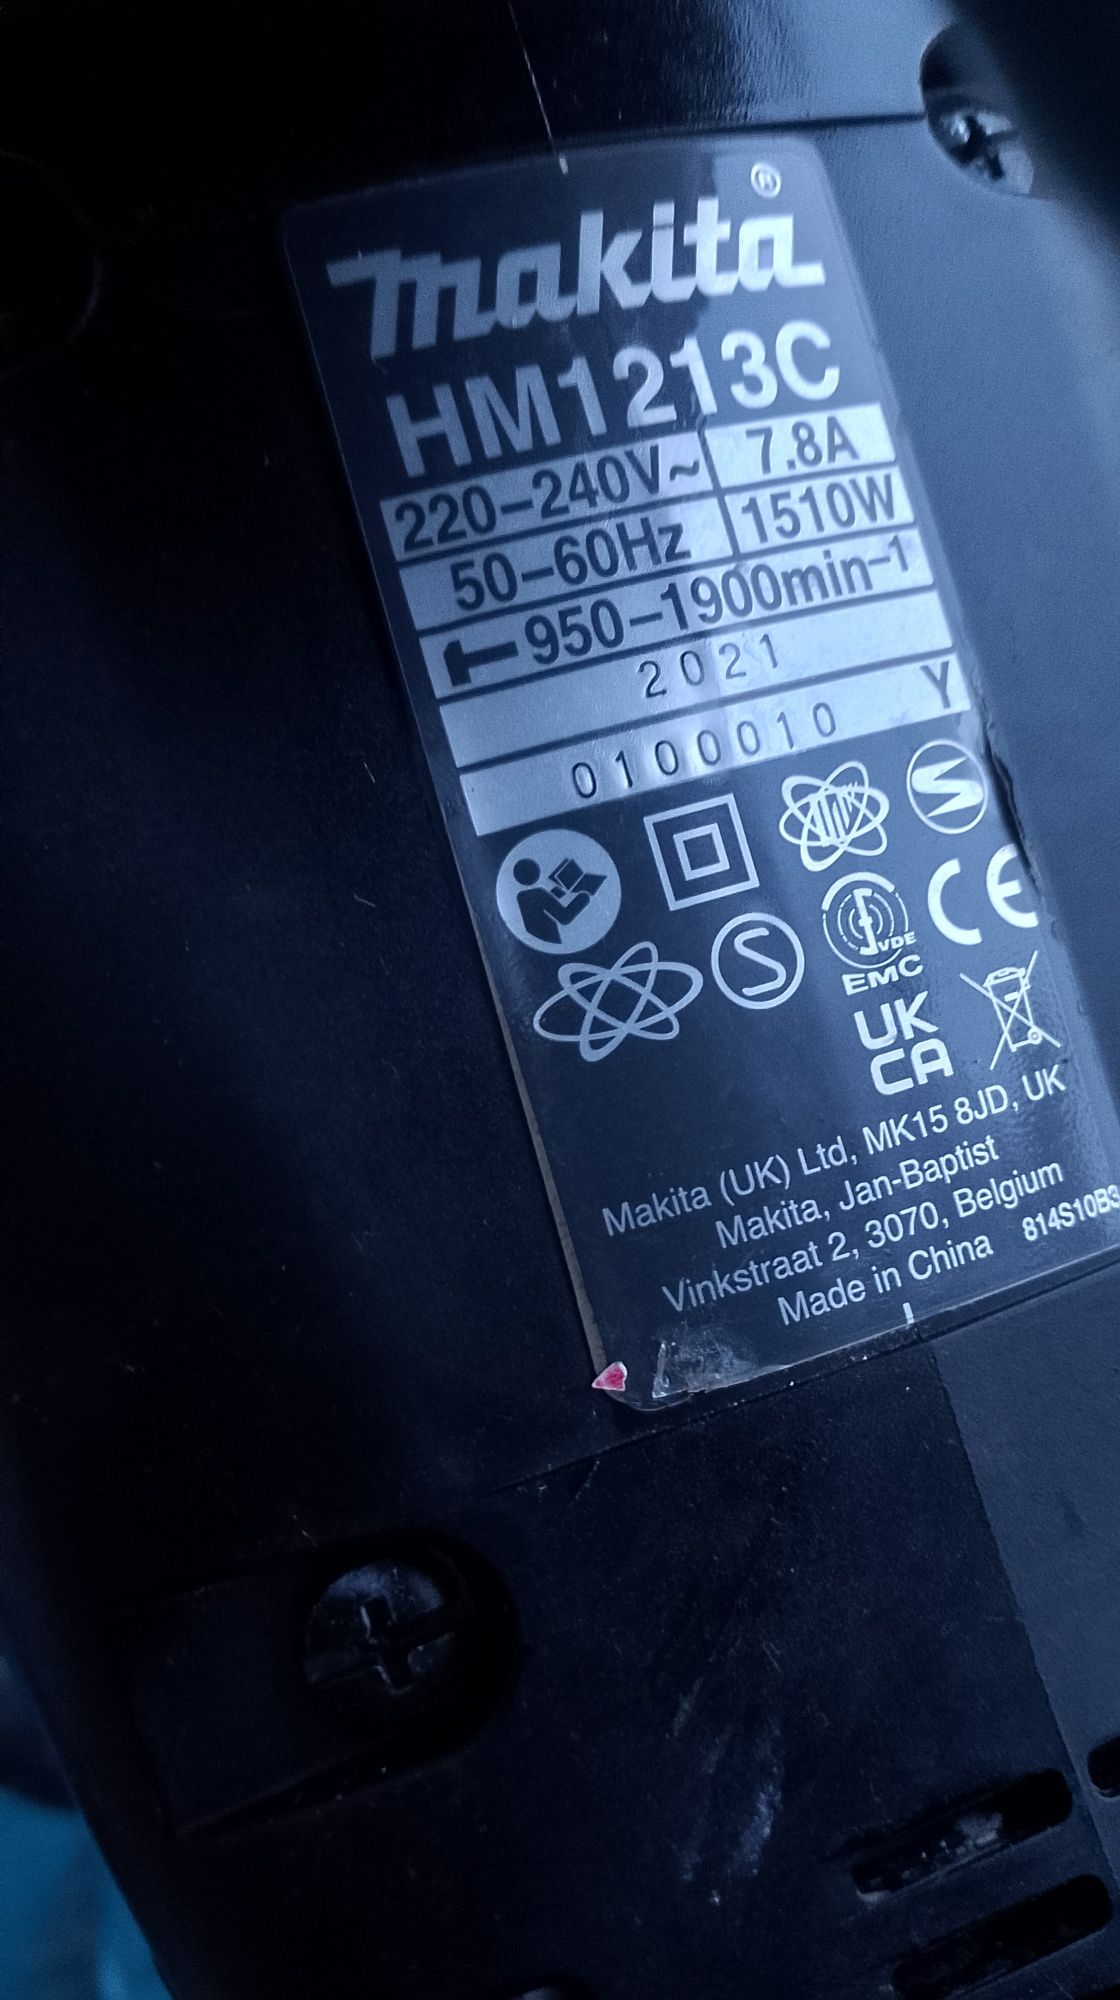 makita®
HM1213C
220–240V~ 7.8A
50–60Hz 1510W
950–1900min⁻¹
2021
0100010 Y
VDE
EMC
CE
UK
CA
Makita (UK) Ltd, MK15 8JD, UK
Makita, Jan-Baptist
Vinkstraat 2, 3070, Belgium
Made in China 814S10B3